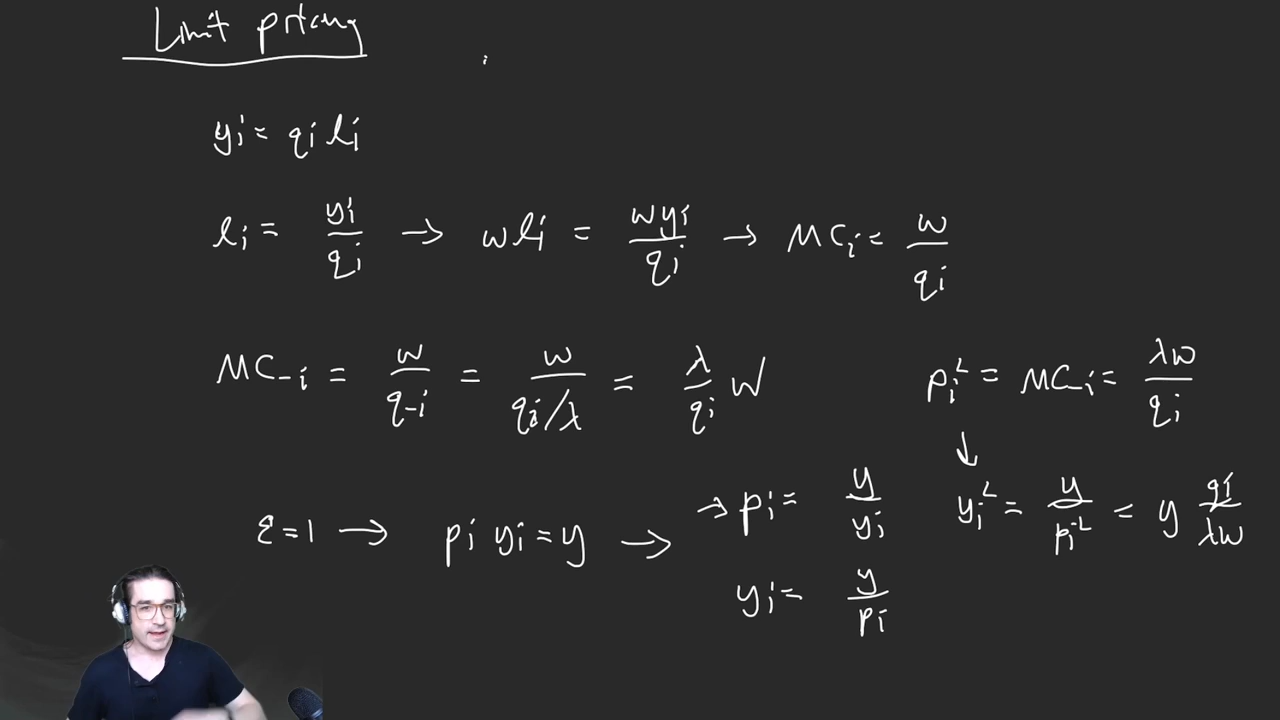 Limit pricing
yi = qi li
li = yi/qi → wli = wyi/qi → MCi = w/qi
MC-i = w/q-i = w/(qi/λ) = λ/qi w
piᴸ = MC-i = λw/qi
↓
ε=1 → pi yi = y → → pi = y/yi
yi = y/pi
yiᴸ = y/piᴸ = y qi/λw